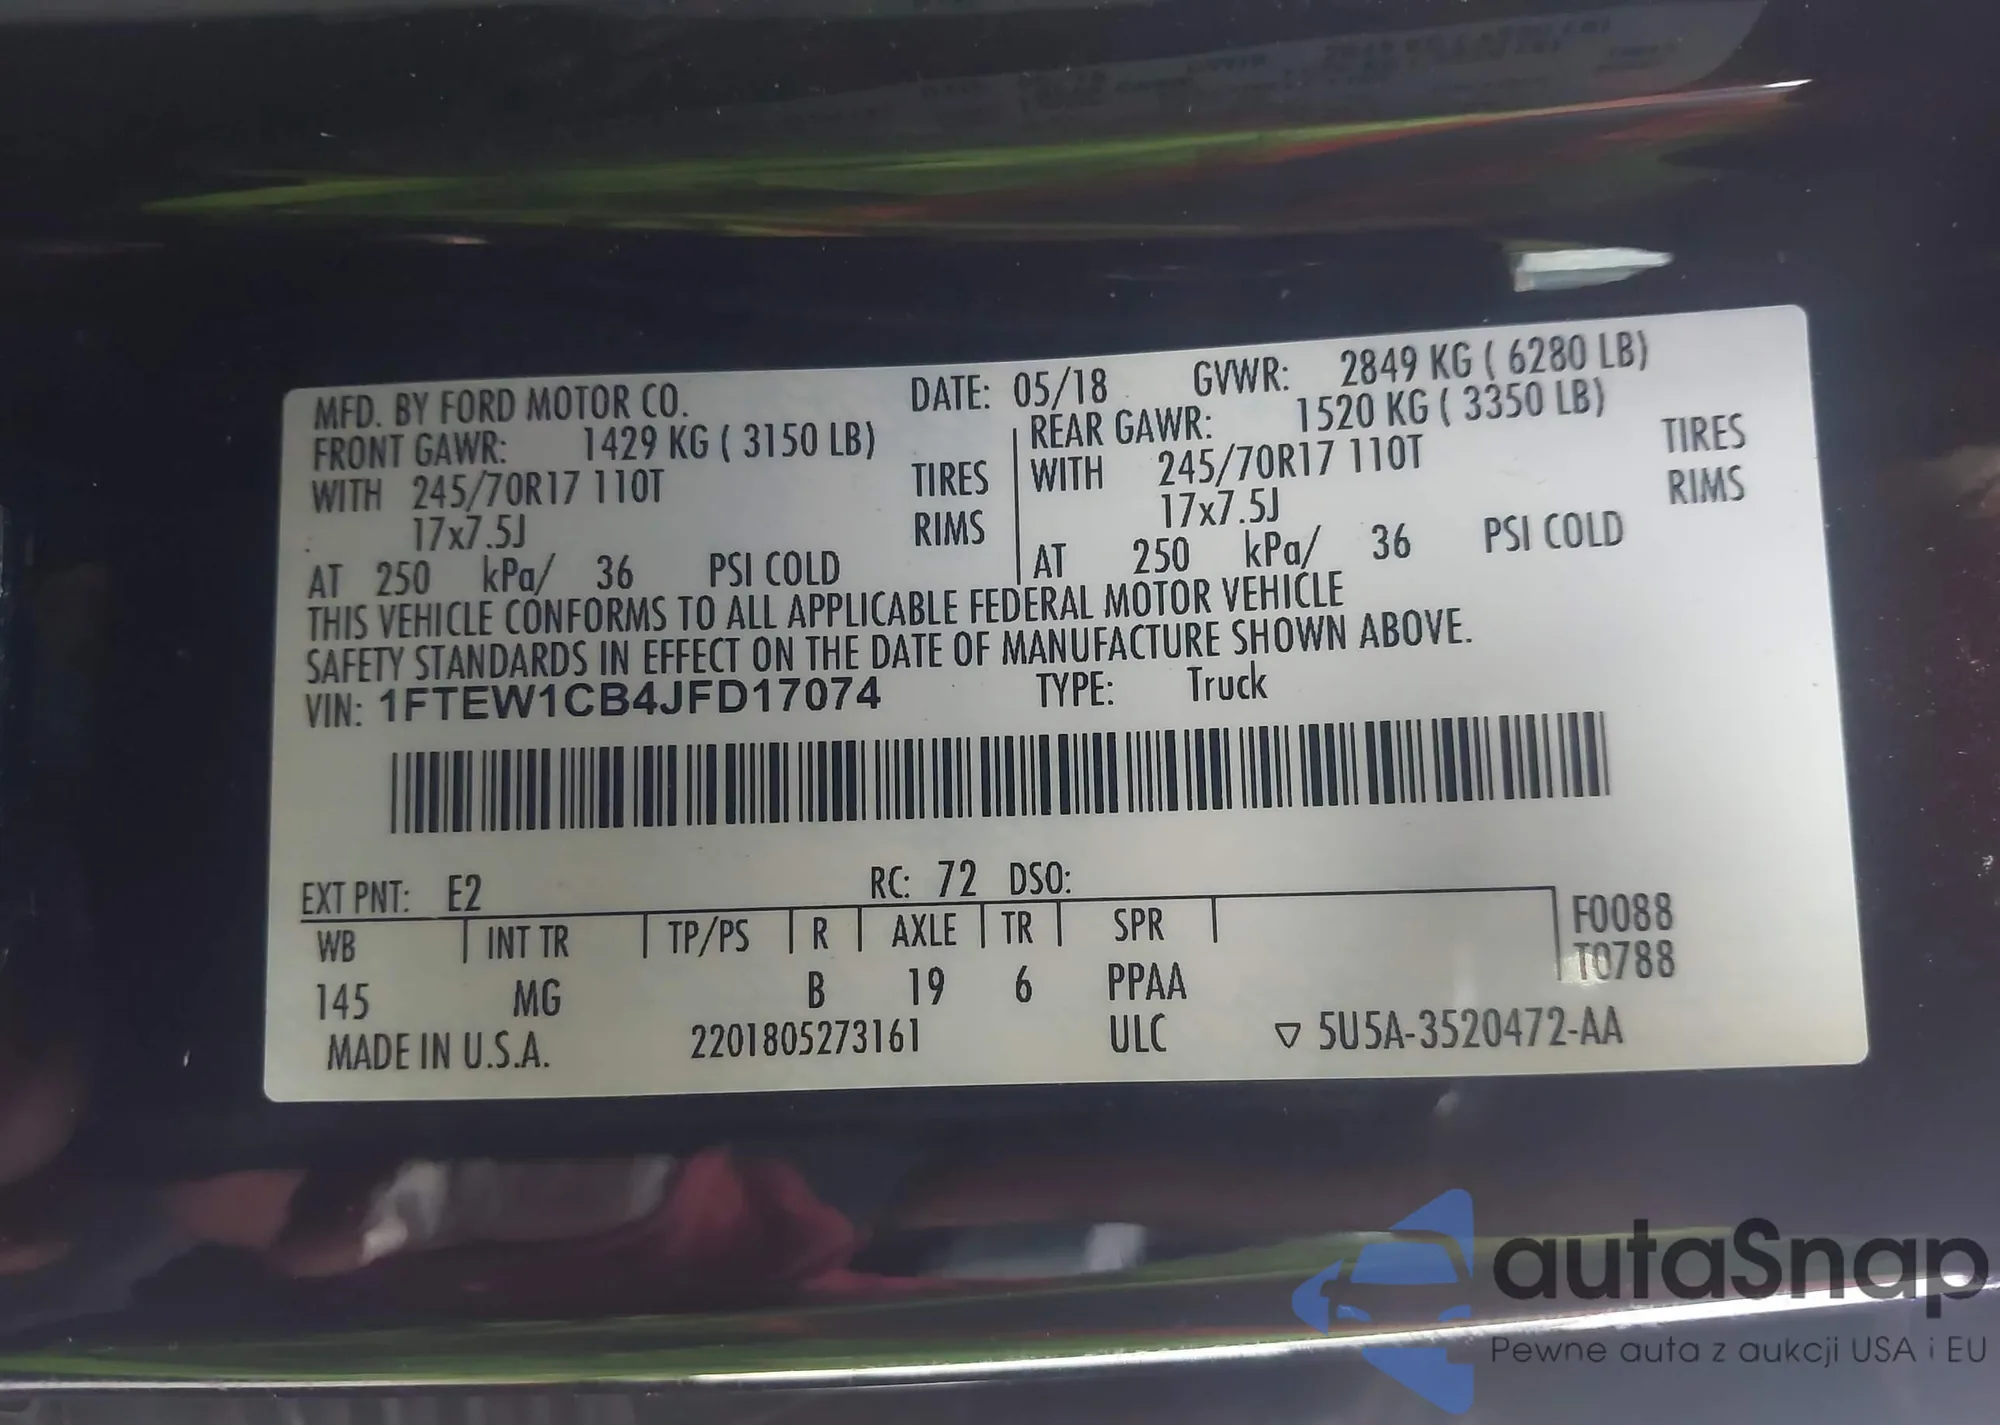 MFD. BY FORD MOTOR CO. DATE: 05/18 GVWR: 2849 KG ( 6280 LB)
FRONT GAWR: 1429 KG ( 3150 LB) REAR GAWR: 1520 KG ( 3350 LB)
WITH 245/70R17 110T TIRES WITH 245/70R17 110T TIRES
17x7.5J RIMS 17x7.5J RIMS
AT 250 kPa/ 36 PSI COLD AT 250 kPa/ 36 PSI COLD
THIS VEHICLE CONFORMS TO ALL APPLICABLE FEDERAL MOTOR VEHICLE
SAFETY STANDARDS IN EFFECT ON THE DATE OF MANUFACTURE SHOWN ABOVE.
VIN: 1FTEW1CB4JFD17074 TYPE: Truck
EXT PNT: E2 RC: 72 DSO:
WB INT TR TP/PS R AXLE TR SPR F0088
T0788
145 MG B 19 6 PPAA
MADE IN U.S.A. 2201805273161 ULC ▽ 5U5A-3520472-AA
autaSnap
Pewne auta z aukcji USA i EU